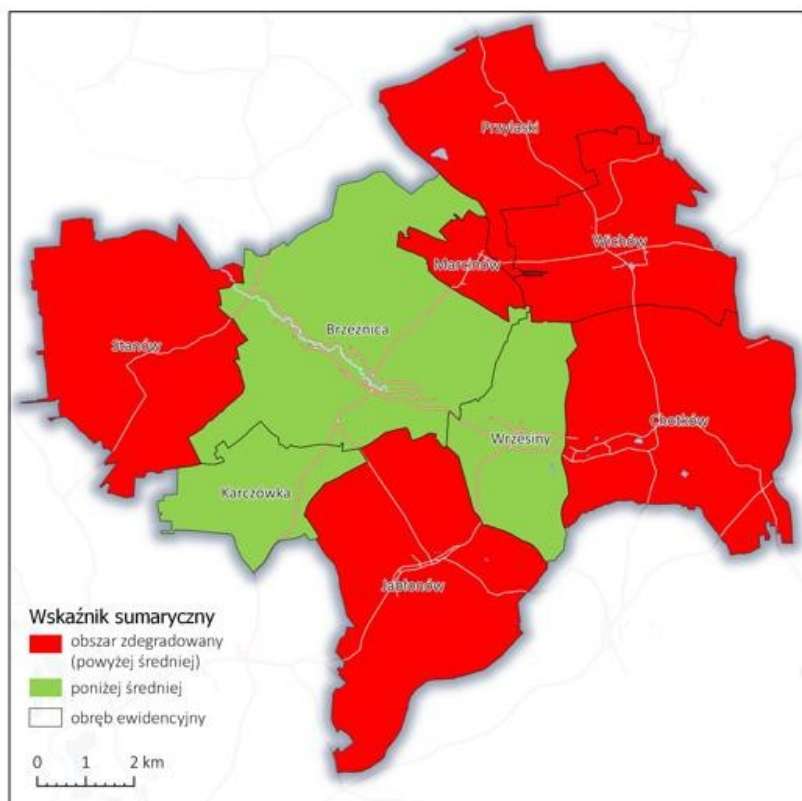 Przylaski
Wichów
Marcinów
Brzeźnica
Stanów
Chotków
Wrzesiny
Karczówka
Jabłonów
Wskaźnik sumaryczny
obszar zdegradowany
(powyżej średniej)
poniżej średniej
obręb ewidencyjny
0 1 2 km